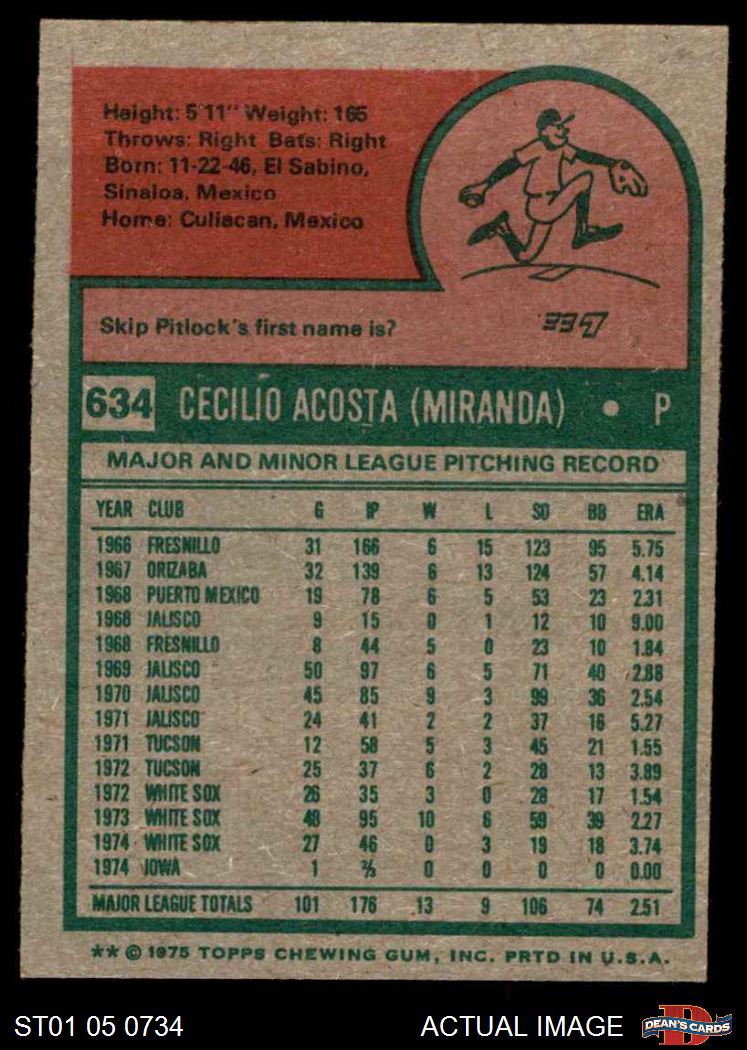 Height: 5'11" Weight: 165
Throws: Right Bats: Right
Born: 11-22-46, El Sabino,
Sinaloa, Mexico
Home: Culiacan, Mexico
Skip Pitlock's first name is?
Lee
634 CECILIO ACOSTA (MIRANDA) • P
MAJOR AND MINOR LEAGUE PITCHING RECORD
YEAR CLUB G IP W L SO BB ERA
1966 FRESNILLO 31 166 6 15 123 95 5.75
1967 ORIZABA 32 139 6 13 124 57 4.14
1968 PUERTO MEXICO 19 78 6 5 53 23 2.31
1968 JALISCO 9 15 0 1 12 10 9.00
1968 FRESNILLO 8 44 5 0 23 10 1.84
1969 JALISCO 50 97 6 5 71 40 2.88
1970 JALISCO 45 85 9 3 99 36 2.54
1971 JALISCO 24 41 2 2 37 16 5.27
1971 TUCSON 12 58 5 3 45 21 1.55
1972 TUCSON 25 37 6 2 28 13 3.89
1972 WHITE SOX 26 35 3 0 28 17 1.54
1973 WHITE SOX 48 95 10 6 59 39 2.27
1974 WHITE SOX 27 46 0 3 19 18 3.74
1974 IOWA 1 ⅔ 0 0 0 0 0.00
MAJOR LEAGUE TOTALS 101 176 13 9 106 74 2.51
** © 1975 TOPPS CHEWING GUM, INC. PRTD IN U.S.A.
ST01 05 0734 ACTUAL IMAGE DEAN'S CARDS